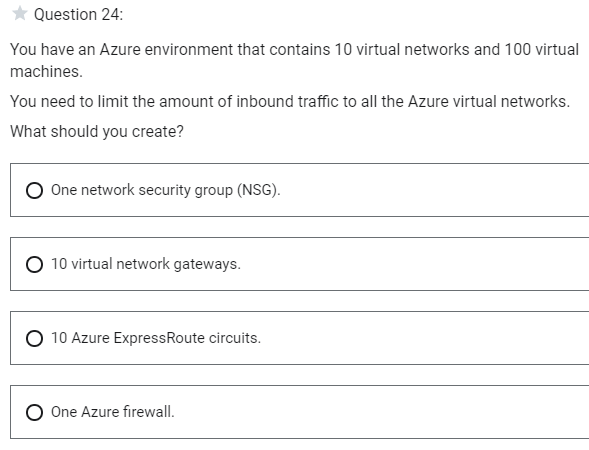 Question 24:
You have an Azure environment that contains 10 virtual networks and 100 virtual
machines.
You need to limit the amount of inbound traffic to all the Azure virtual networks.
What should you create?
One network security group (NSG).
10 virtual network gateways.
10 Azure ExpressRoute circuits.
One Azure firewall.